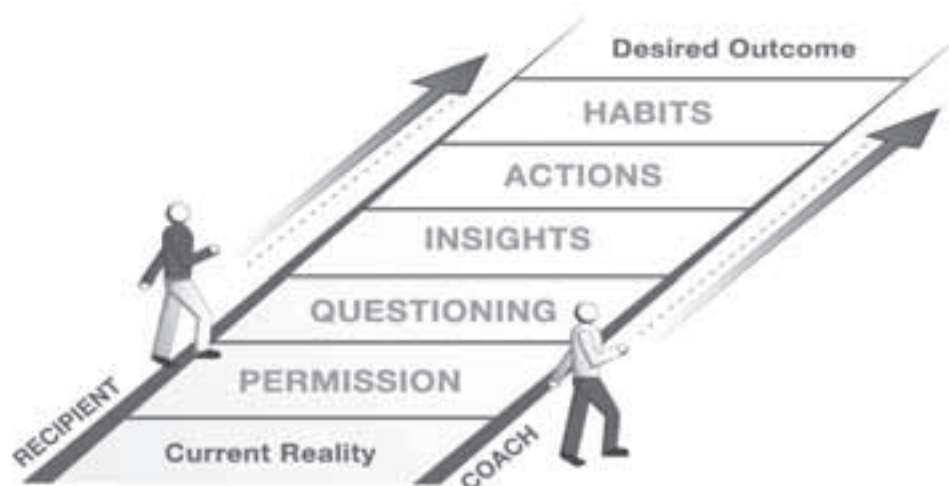 Desired Outcome
HABITS
ACTIONS
INSIGHTS
QUESTIONING
PERMISSION
Current Reality
RECIPIENT
COACH